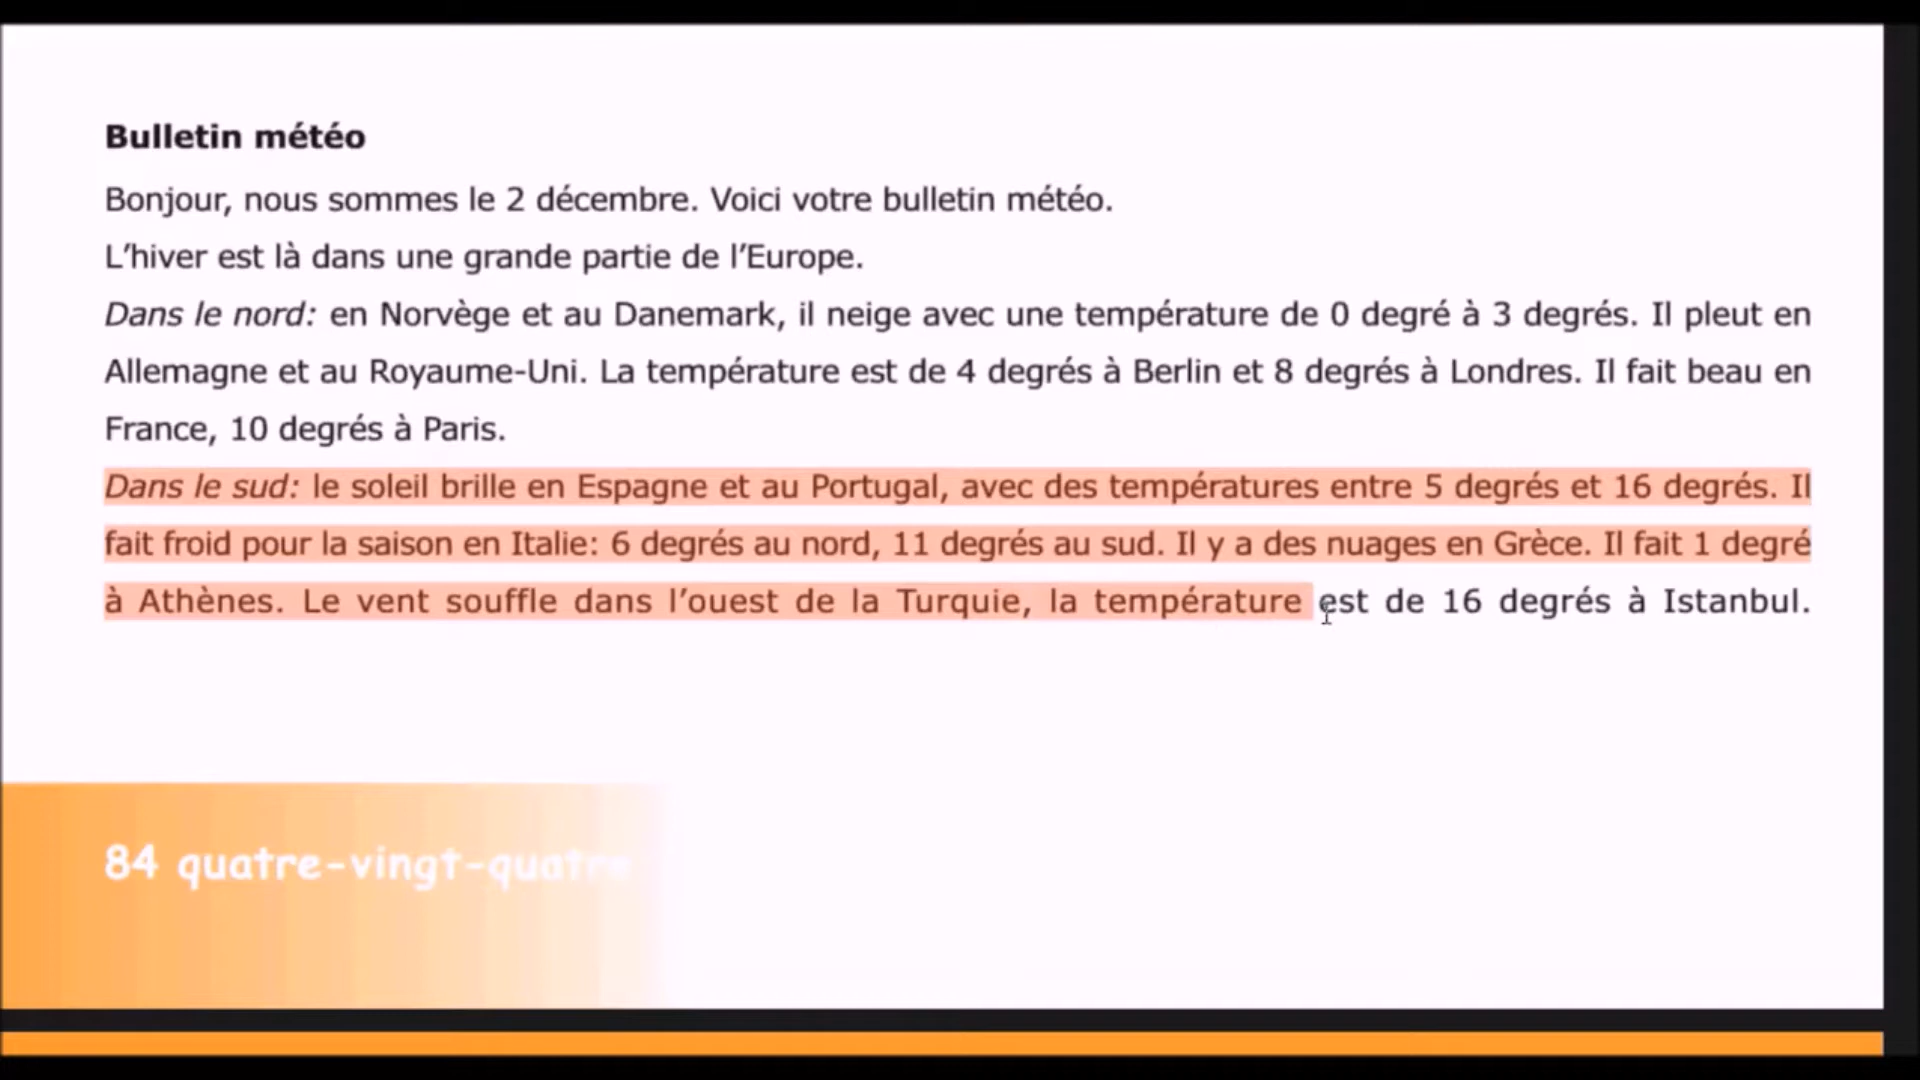 Bulletin météo
Bonjour, nous sommes le 2 décembre. Voici votre bulletin météo.
L’hiver est là dans une grande partie de l’Europe.
Dans le nord: en Norvège et au Danemark, il neige avec une température de 0 degré à 3 degrés. Il pleut en
Allemagne et au Royaume-Uni. La température est de 4 degrés à Berlin et 8 degrés à Londres. Il fait beau en
France, 10 degrés à Paris.
Dans le sud: le soleil brille en Espagne et au Portugal, avec des températures entre 5 degrés et 16 degrés. Il
fait froid pour la saison en Italie: 6 degrés au nord, 11 degrés au sud. Il y a des nuages en Grèce. Il fait 1 degré
à Athènes. Le vent souffle dans l’ouest de la Turquie, la température est de 16 degrés à Istanbul.
84 quatre-vingt-quatre